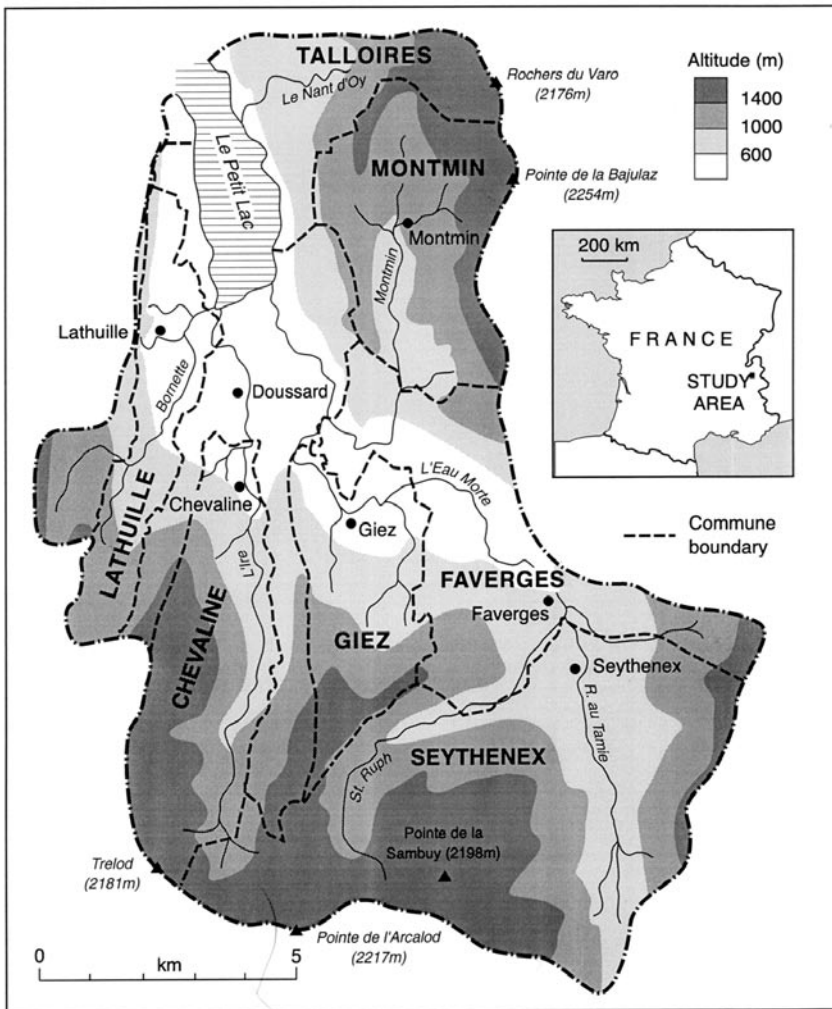 TALLOIRES
Le Nant d'Oy
Rochers du Varo
(2176m)
Altitude (m)
1400
1000
600
Le Petit Lac
MONTMIN
Pointe de la Bajulaz
(2254m)
Montmin
Montmin
200 km
FRANCE
STUDY
AREA
Lathuille
Bornette
Doussard
L'Eau Morte
Chevaline
Giez
Commune
boundary
LATHUILLE
L'Ire
FAVERGES
Faverges
CHEVALINE
GIEZ
Seythenex
R. au Tamie
SEYTHENEX
St. Ruph
Pointe de la
Sambuy (2198m)
Trelod
(2181m)
Pointe de l'Arcalod
(2217m)
0
5
km